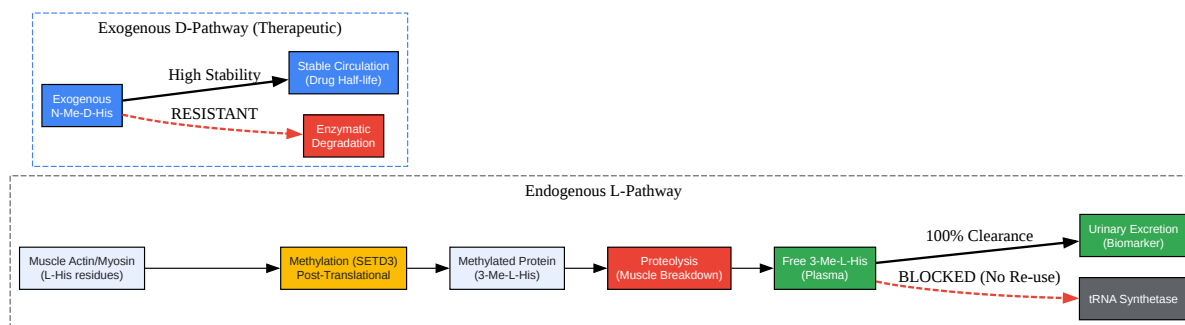 Exogenous D-Pathway (Therapeutic)
Exogenous
N-Me-D-His
High Stability
Stable Circulation
(Drug Half-life)
RESISTANT
Enzymatic
Degradation
Endogenous L-Pathway
Muscle Actin/Myosin
(L-His residues)
Methylation (SETD3)
Post-Translational
Methylated Protein
(3-Me-L-His)
Proteolysis
(Muscle Breakdown)
Free 3-Me-L-His
(Plasma)
100% Clearance
Urinary Excretion
(Biomarker)
BLOCKED (No Re-use)
tRNA Synthetase